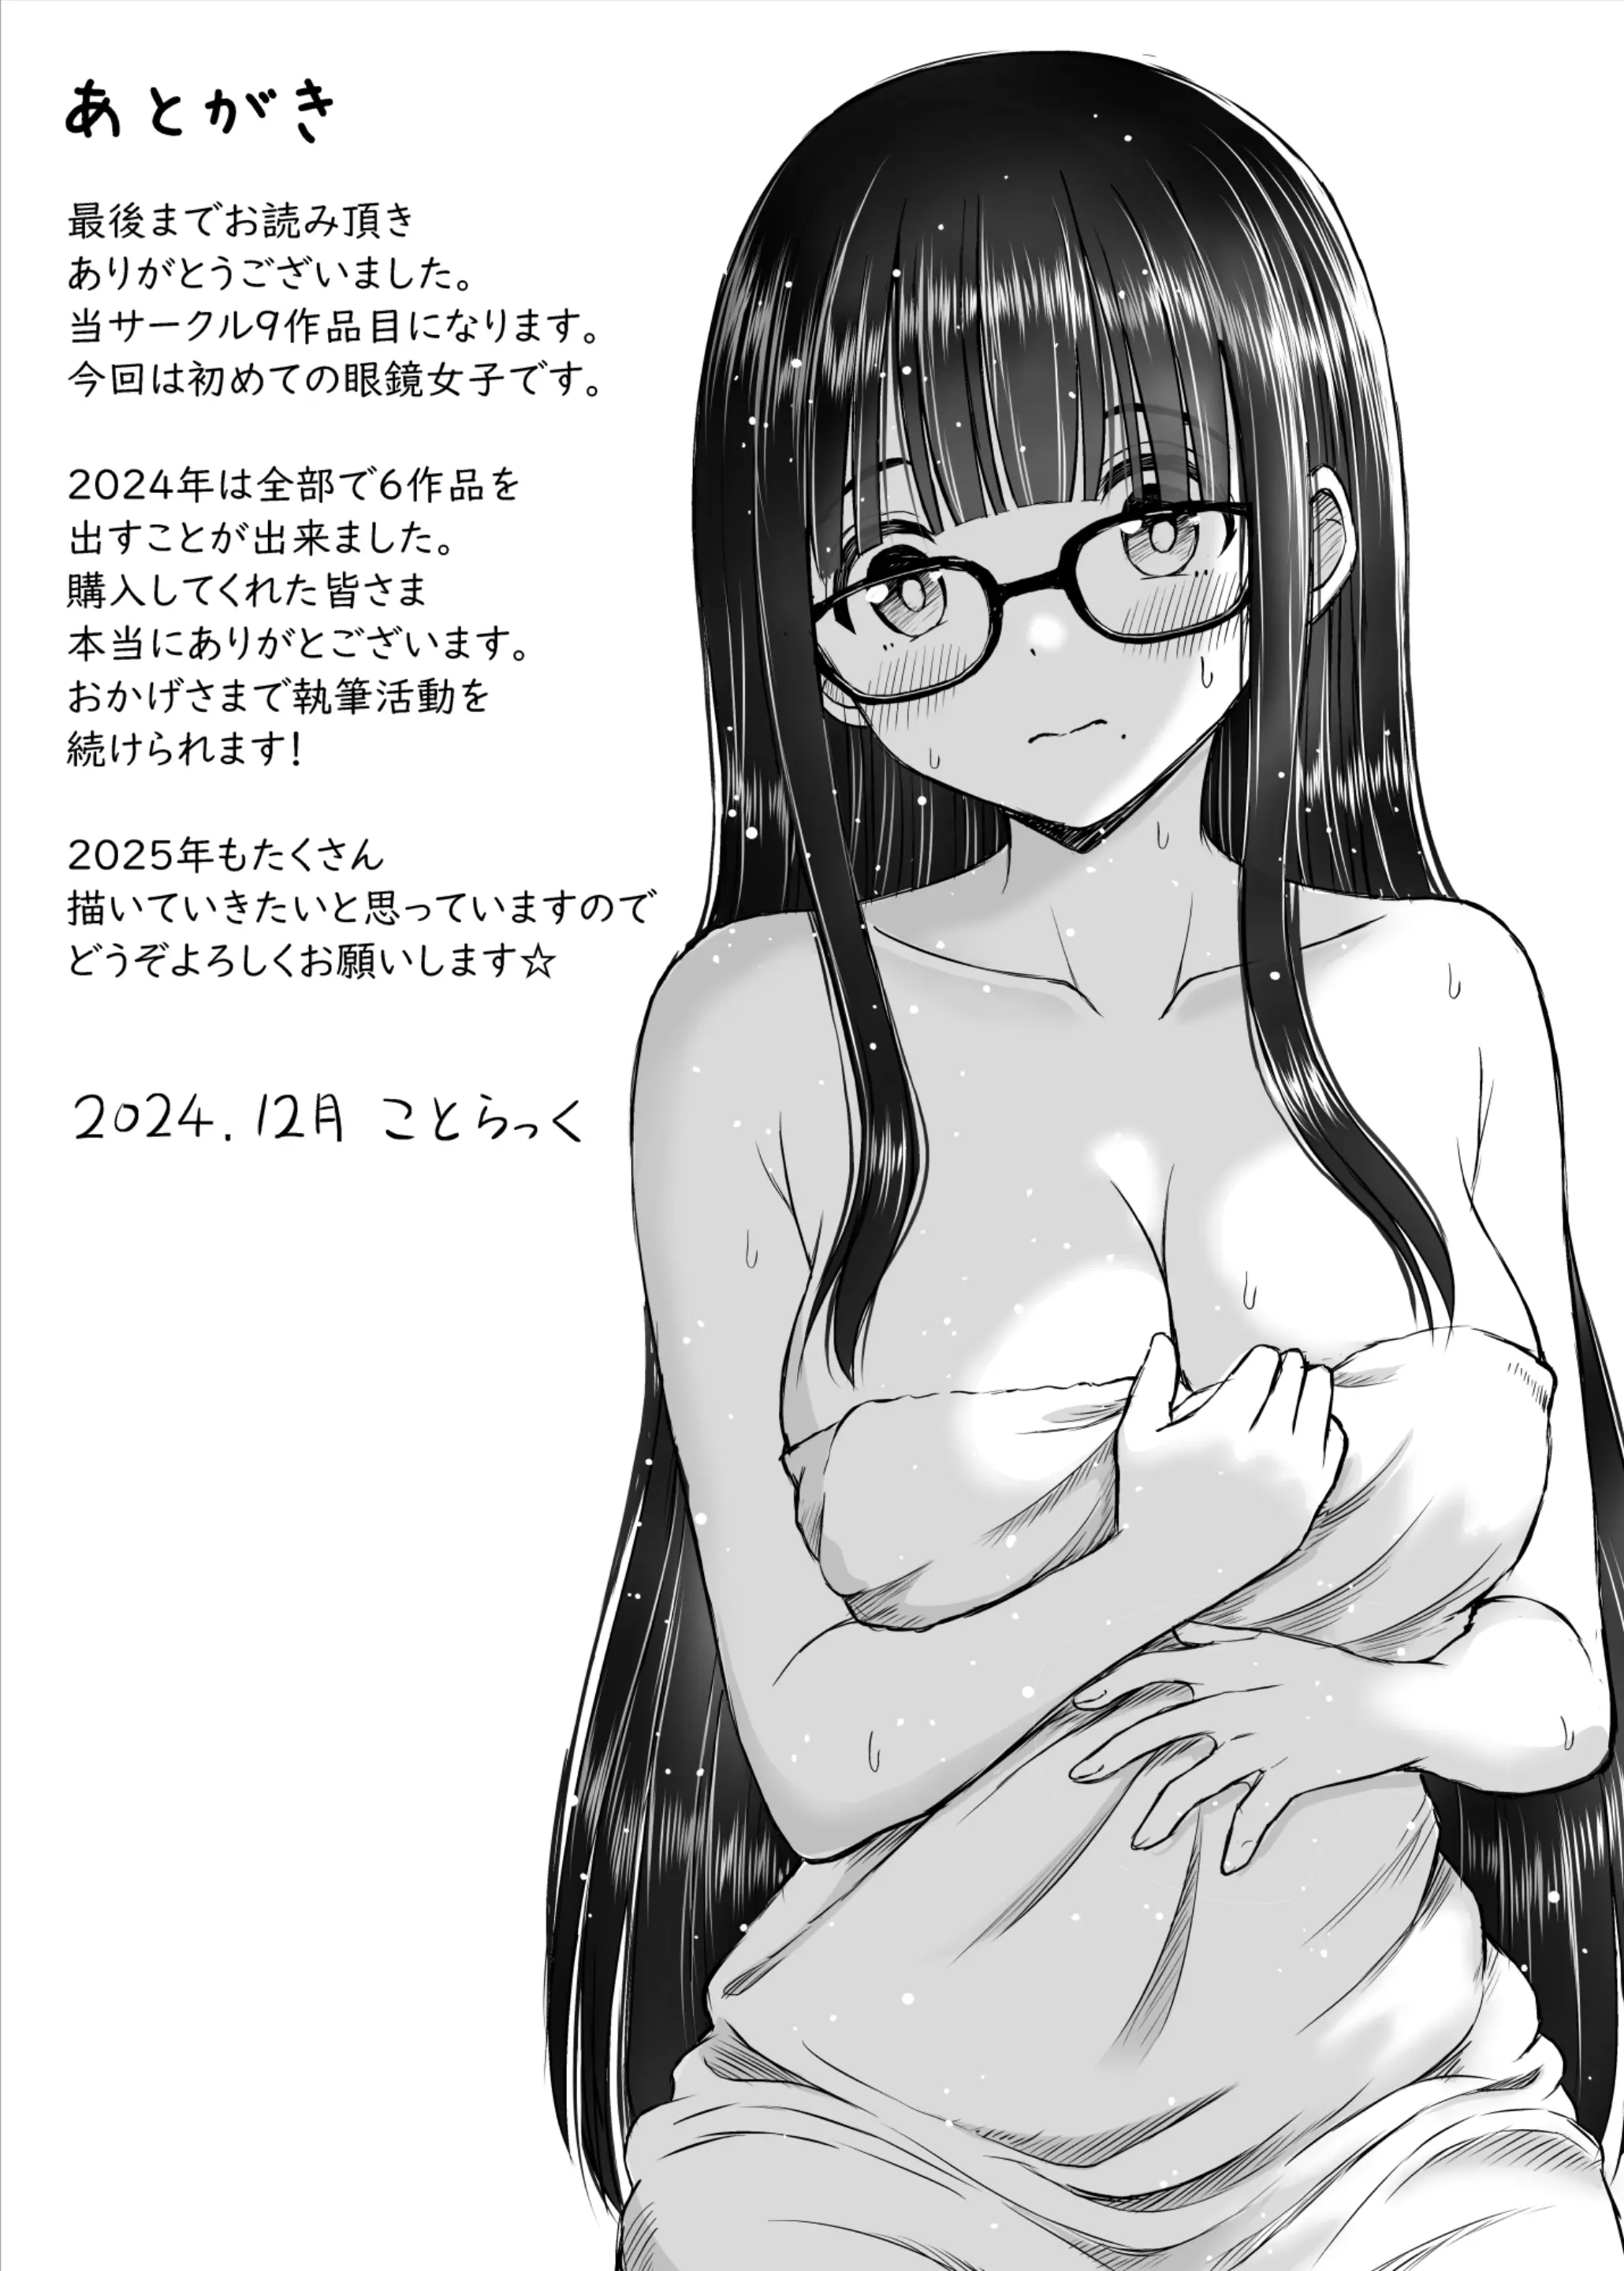 あとがき
最後までお読み頂き
ありがとうございました。
当サークル9作品目になります。
今回は初めての眼鏡女子です。
2024年は全部で6作品を
出すことが出来ました。
購入してくれた皆さま
本当にありがとございます。
おかげさまで執筆活動を
続けられます!
2025年もたくさん
描いていきたいと思っていますので
どうぞよろしくお願いします☆
2024.12月 ことらっく